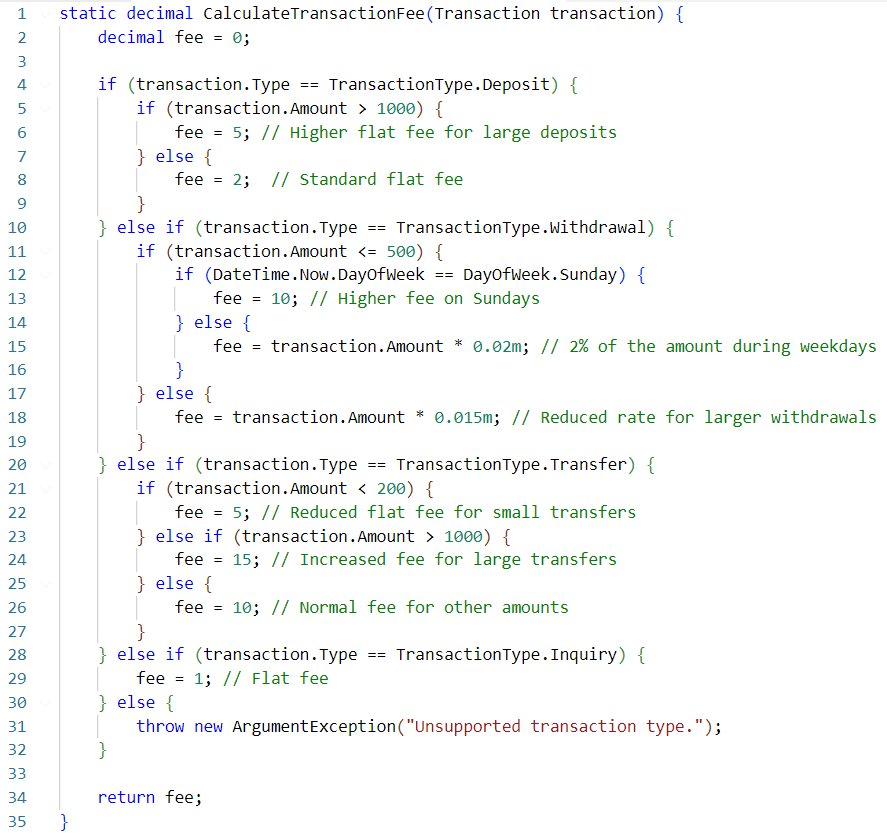 1 static decimal CalculateTransactionFee(Transaction transaction) {
2     decimal fee = 0;
3
4     if (transaction.Type == TransactionType.Deposit) {
5         if (transaction.Amount > 1000) {
6             fee = 5; // Higher flat fee for large deposits
7         } else {
8             fee = 2;  // Standard flat fee
9         }
10     } else if (transaction.Type == TransactionType.Withdrawal) {
11         if (transaction.Amount <= 500) {
12             if (DateTime.Now.DayOfWeek == DayOfWeek.Sunday) {
13                 fee = 10; // Higher fee on Sundays
14             } else {
15                 fee = transaction.Amount * 0.02m; // 2% of the amount during weekdays
16             }
17         } else {
18             fee = transaction.Amount * 0.015m; // Reduced rate for larger withdrawals
19         }
20     } else if (transaction.Type == TransactionType.Transfer) {
21         if (transaction.Amount < 200) {
22             fee = 5; // Reduced flat fee for small transfers
23         } else if (transaction.Amount > 1000) {
24             fee = 15; // Increased fee for large transfers
25         } else {
26             fee = 10; // Normal fee for other amounts
27         }
28     } else if (transaction.Type == TransactionType.Inquiry) {
29         fee = 1; // Flat fee
30     } else {
31         throw new ArgumentException("Unsupported transaction type.");
32     }
33
34     return fee;
35 }